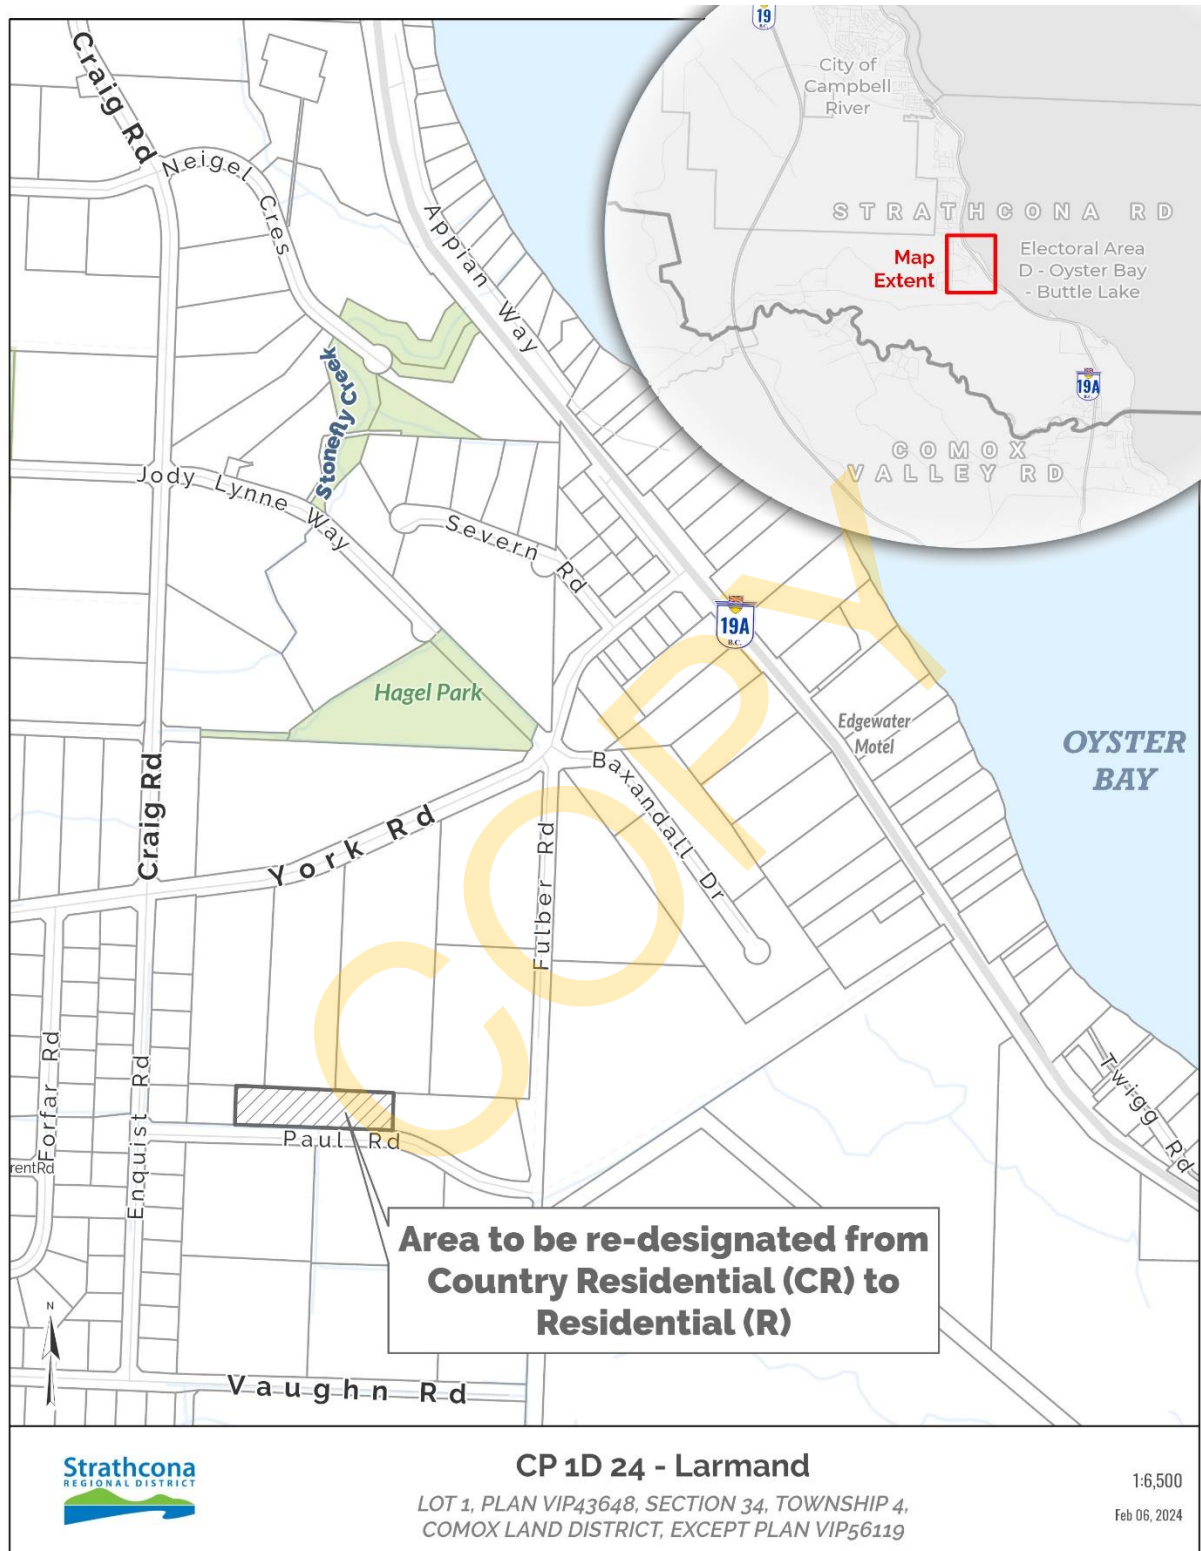 19
B.C.
City of
Campbell
River
STRATHCONA RD
Map
Extent
Electoral Area
D - Oyster Bay
- Buttle Lake
19A
B.C.
COMOX
VALLEY RD
Craig Rd
Neigel Cres
Appian Way
Stonefly Creek
Jody Lynne Way
Severn Rd
19A
B.C.
Hagel Park
Edgewater
Motel
OYSTER
BAY
Craig Rd
York Rd
Baxandall Dr
Fulber Rd
COPY
Forfar Rd
Enquist Rd
Paul Rd
Twigg Rd
rentRd
Area to be re-designated from
Country Residential (CR) to
Residential (R)
N
Vaughn Rd
Strathcona
REGIONAL DISTRICT
CP 1D 24 - Larmand
LOT 1, PLAN VIP43648, SECTION 34, TOWNSHIP 4,
COMOX LAND DISTRICT, EXCEPT PLAN VIP56119
1:6,500
Feb 06, 2024